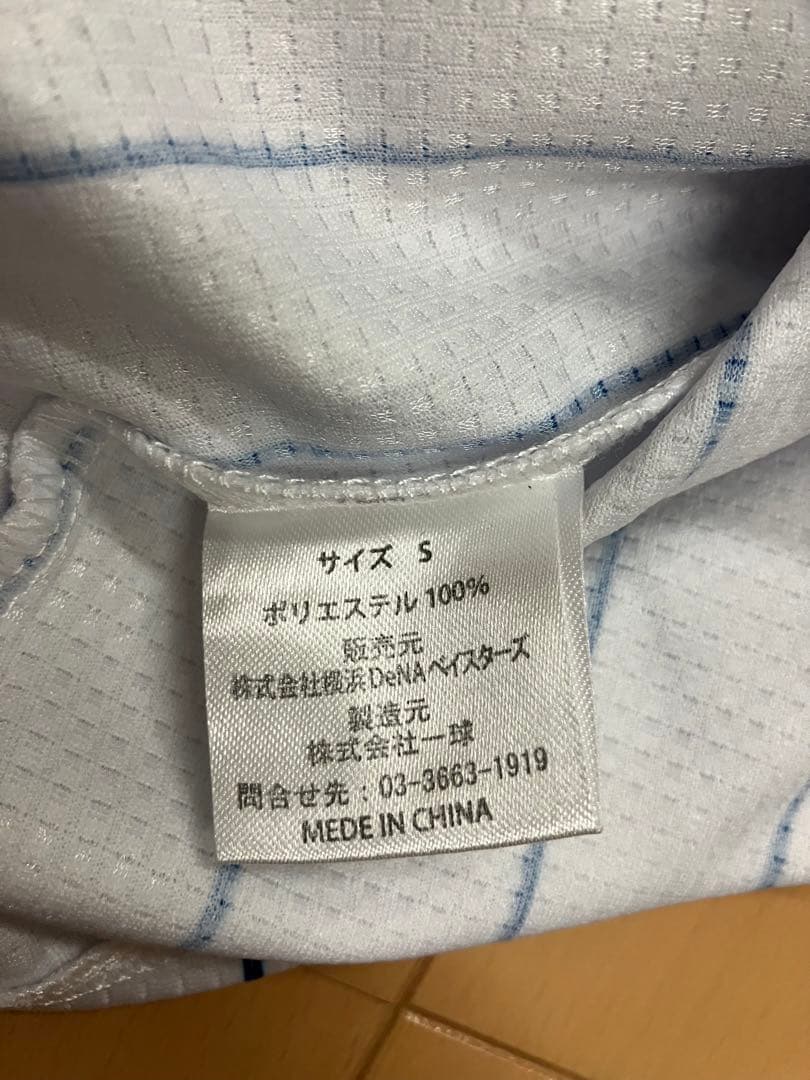 サイズ S
ポリエステル 100%
販売元
株式会社横浜DeNAベイスターズ
製造元
株式会社一球
問合せ先：03-3663-1919
MEDE IN CHINA